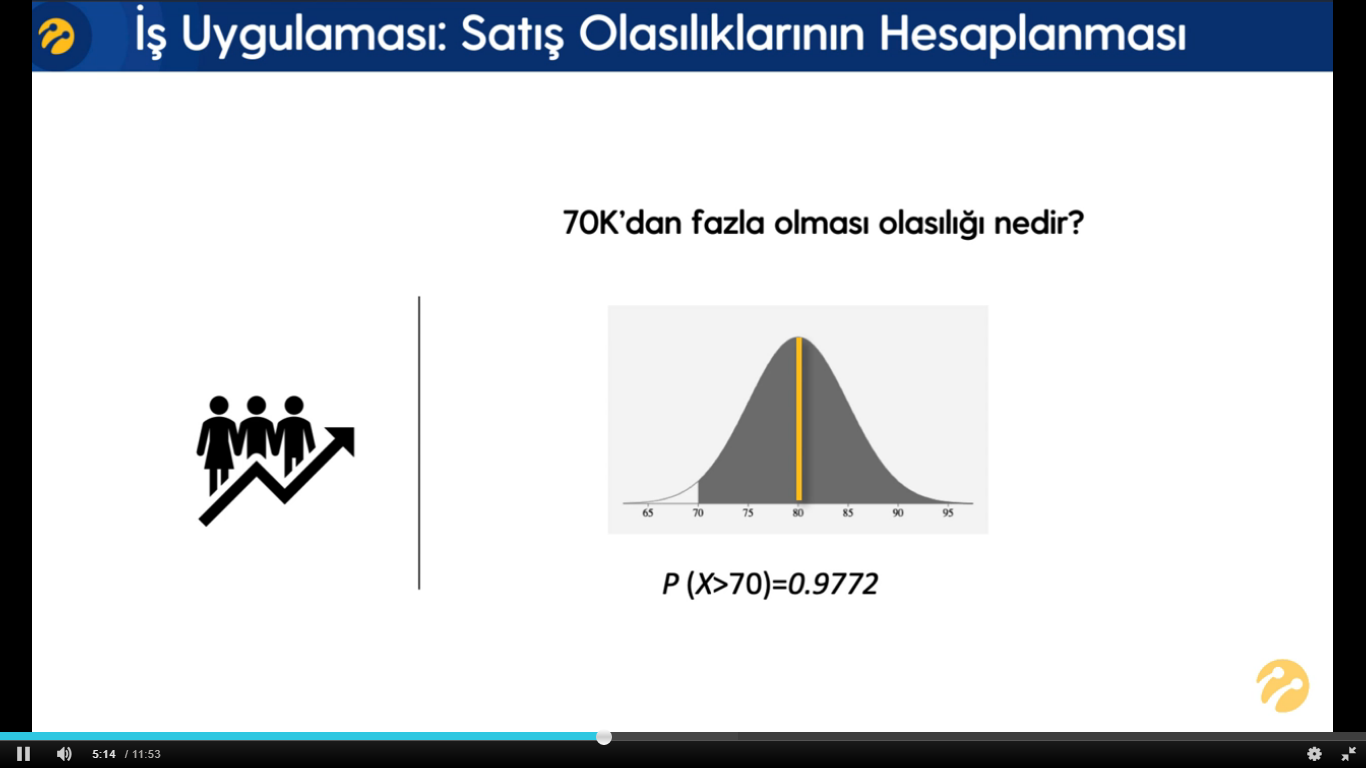 İş Uygulaması: Satış Olasılıklarının Hesaplanması
70K’dan fazla olması olasılığı nedir?
65 70 75 80 85 90 95
P (X>70)=0.9772
5:14 / 11:53